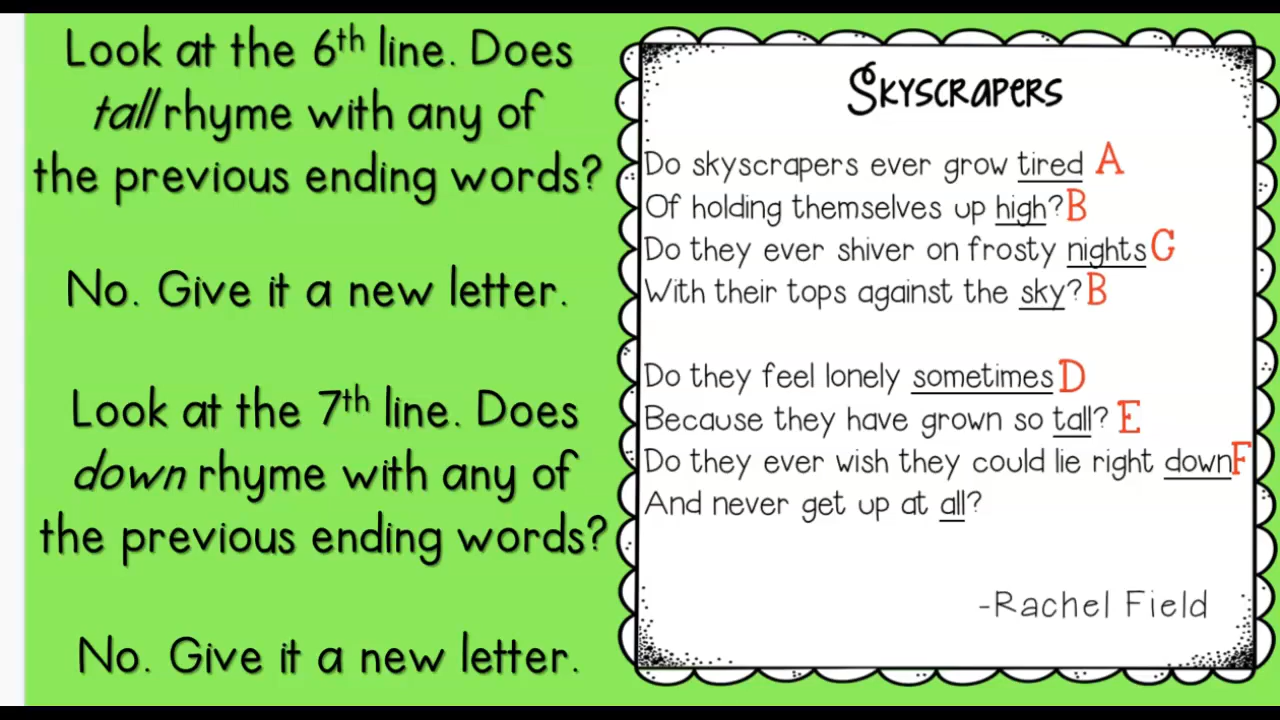 Look at the 6th line. Does
tall rhyme with any of
the previous ending words?
No. Give it a new letter.
Look at the 7th line. Does
down rhyme with any of
the previous ending words?
No. Give it a new letter.
Skyscrapers
Do skyscrapers ever grow tired A
Of holding themselves up high? B
Do they ever shiver on frosty nights C
With their tops against the sky? B
Do they feel lonely sometimes D
Because they have grown so tall? E
Do they ever wish they could lie right down F
And never get up at all?
-Rachel Field